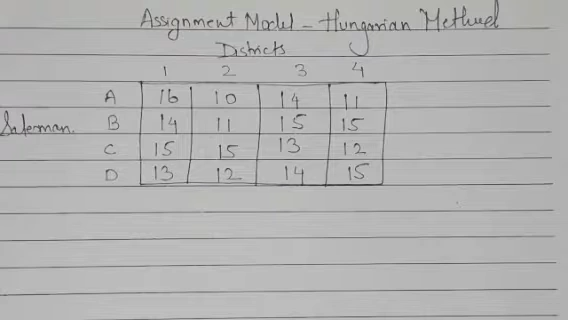 Assignment Model - Hungarian Method
Districts
1 2 3 4
A 16 10 14 11
Salesman. B 14 11 15 15
C 15 15 13 12
D 13 12 14 15